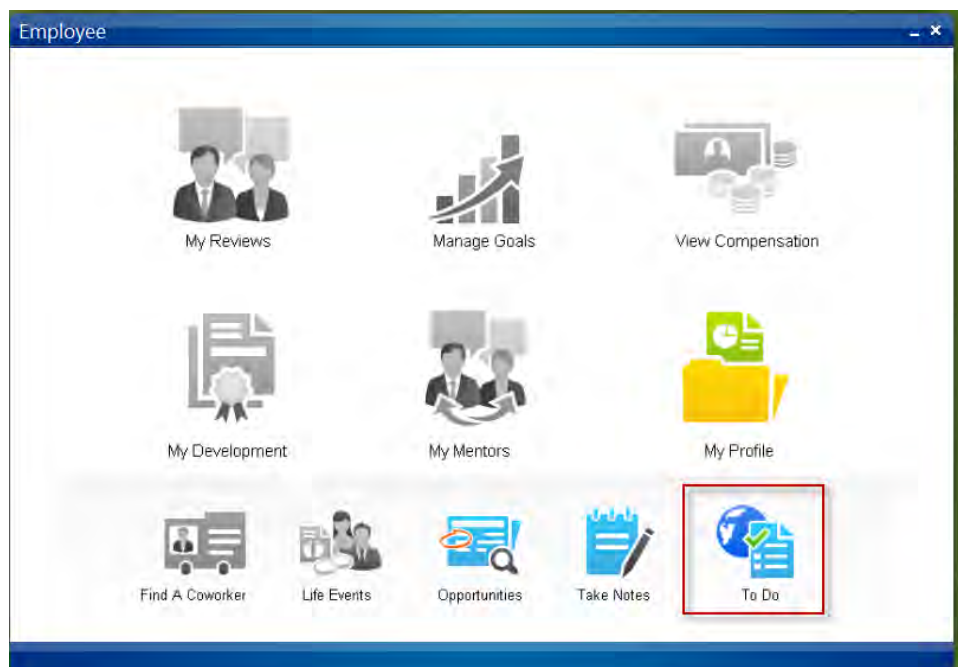 Employee
My Reviews
Manage Goals
View Compensation
My Development
My Mentors
My Profile
Find A Coworker
Life Events
Opportunities
Take Notes
To Do